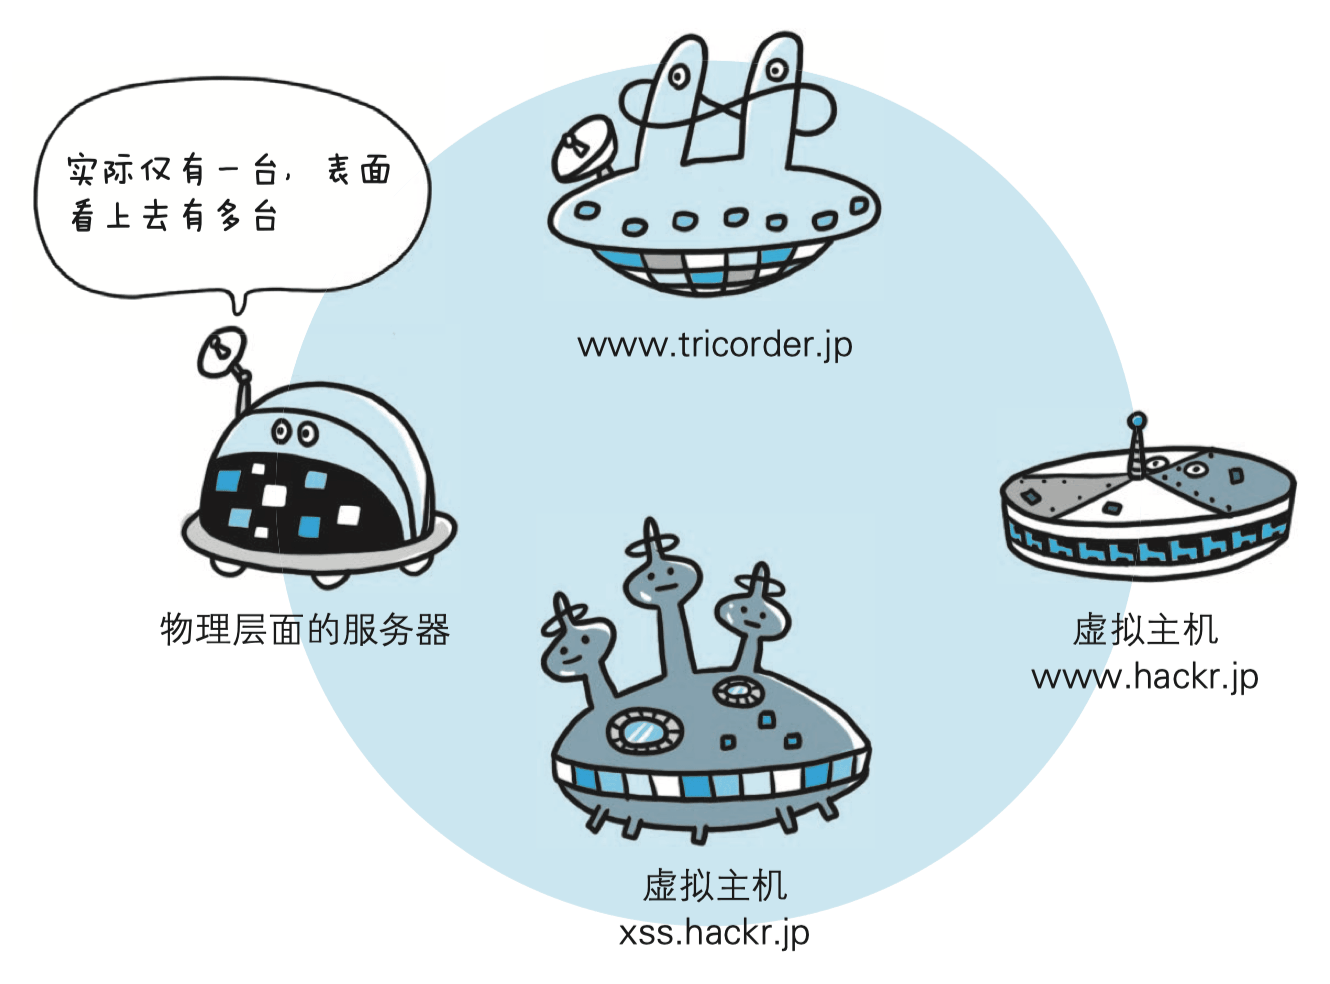 实际仅有一台，表面
看上去有多台
www.tricorder.jp
物理层面的服务器
虚拟主机
www.hackr.jp
虚拟主机
xss.hackr.jp